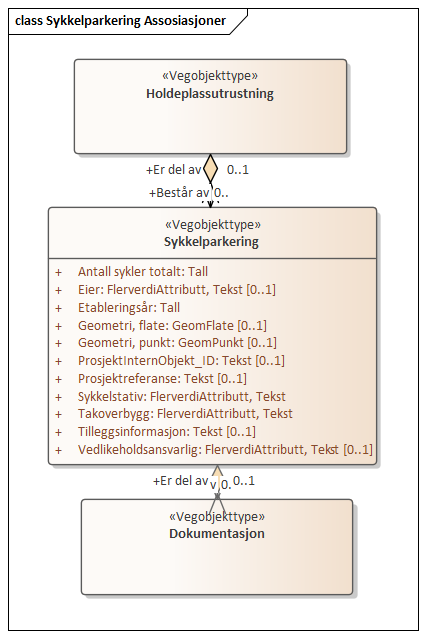 class Sykkelparkering Assosiasjoner
«Vegobjekttype»
Holdeplassutrustning
+Er del av 0..1
+Består av 0..
«Vegobjekttype»
Sykkelparkering
+ Antall sykler totalt: Tall
+ Eier: FlerverdiAttributt, Tekst [0..1]
+ Etableringsår: Tall
+ Geometri, flate: GeomFlate [0..1]
+ Geometri, punkt: GeomPunkt [0..1]
+ ProsjektInternObjekt_ID: Tekst [0..1]
+ Prosjektreferanse: Tekst [0..1]
+ Sykkelstativ: FlerverdiAttributt, Tekst
+ Takoverbygg: FlerverdiAttributt, Tekst
+ Tilleggsinformasjon: Tekst [0..1]
+ Vedlikeholdsansvarlig: FlerverdiAttributt, Tekst [0..1]
+Er del av 0..1
v 0.
«Vegobjekttype»
Dokumentasjon